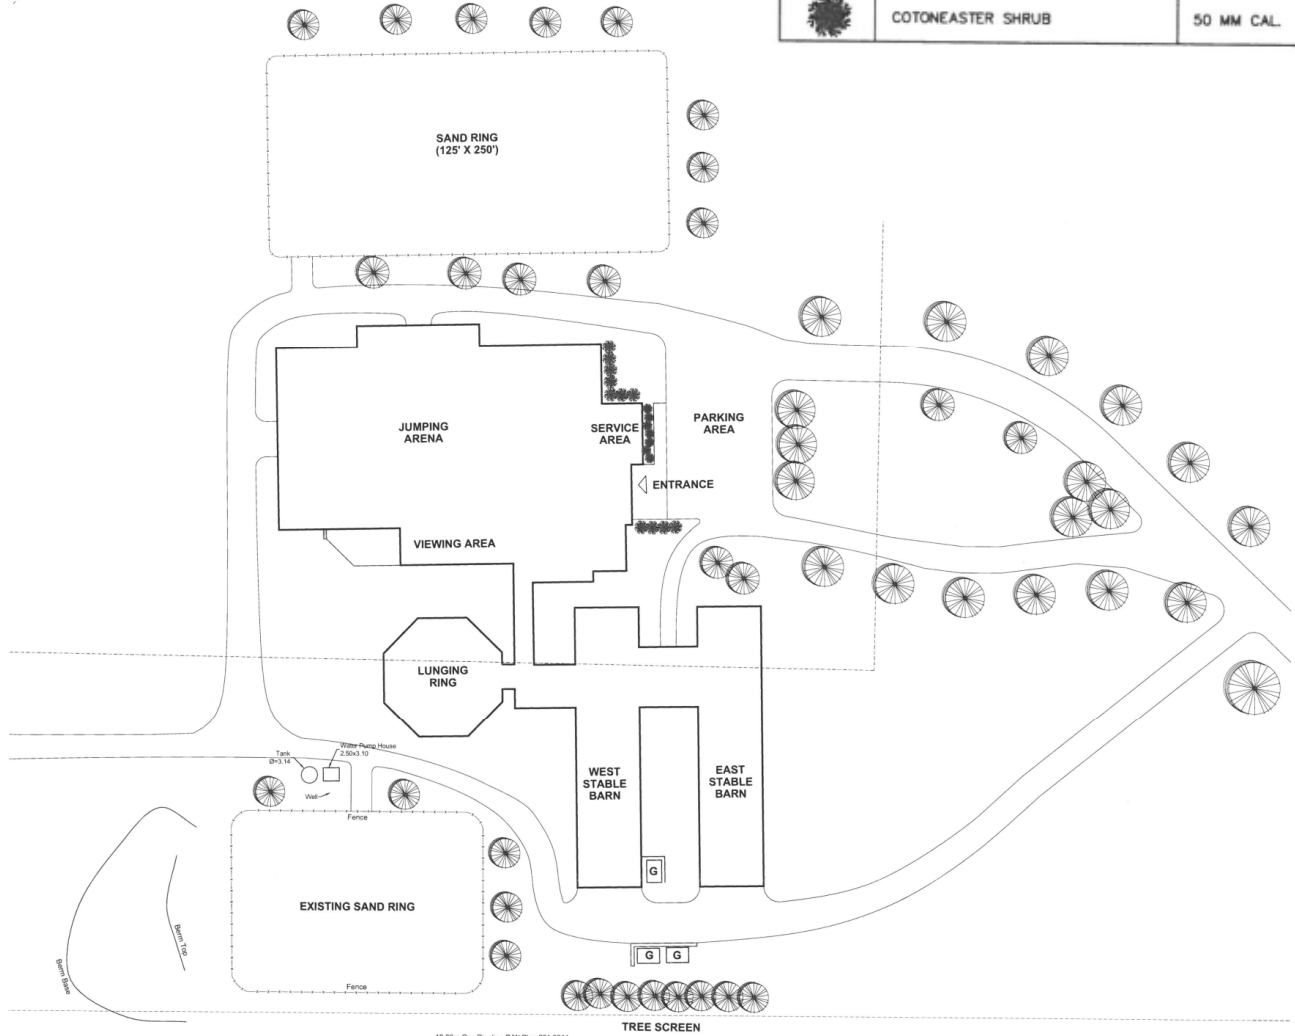 COTONEASTER SHRUB
50 MM CAL.
SAND RING
(125' X 250')
JUMPING
ARENA
SERVICE
AREA
PARKING
AREA
ENTRANCE
VIEWING AREA
LUNGING
RING
Water Pump House
2.50x3.10
Tank
Ø=3.14
Well
Fence
WEST
STABLE
BARN
EAST
STABLE
BARN
G
EXISTING SAND RING
Berm Top
Berm Base
G
G
Fence
TREE SCREEN